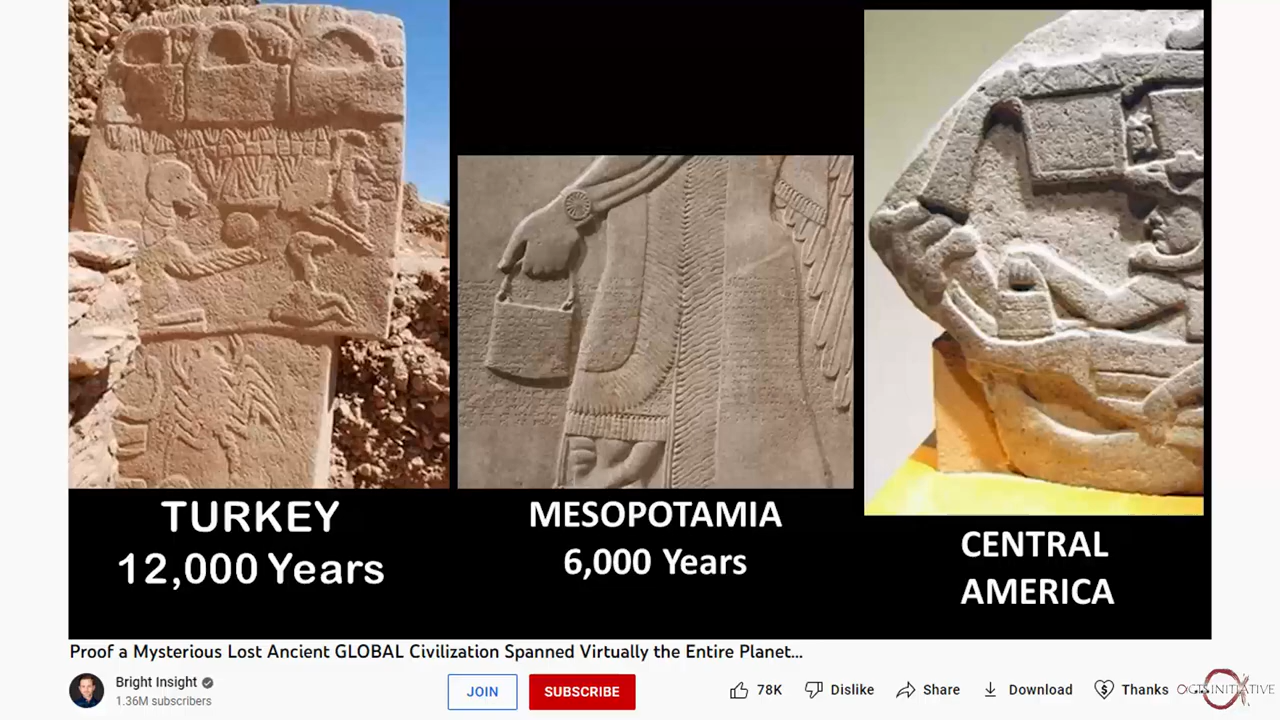 TURKEY
12,000 Years
MESOPOTAMIA
6,000 Years
CENTRAL
AMERICA
Proof a Mysterious Lost Ancient GLOBAL Civilization Spanned Virtually the Entire Planet...
Bright Insight
1.36M subscribers
JOIN
SUBSCRIBE
78K
Dislike
Share
Download
Thanks
INITIATIVE